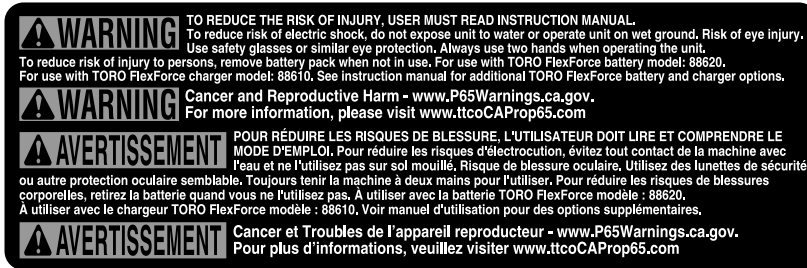 WARNING TO REDUCE THE RISK OF INJURY, USER MUST READ INSTRUCTION MANUAL.
To reduce risk of electric shock, do not expose unit to water or operate unit on wet ground. Risk of eye injury.
Use safety glasses or similar eye protection. Always use two hands when operating the unit.
To reduce risk of injury to persons, remove battery pack when not in use. For use with TORO FlexForce battery model: 88620.
For use with TORO FlexForce charger model: 88610. See instruction manual for additional TORO FlexForce battery and charger options.
WARNING Cancer and Reproductive Harm - www.P65Warnings.ca.gov.
For more information, please visit www.ttcoCAProp65.com
AVERTISSEMENT POUR RÉDUIRE LES RISQUES DE BLESSURE, L'UTILISATEUR DOIT LIRE ET COMPRENDRE LE
MODE D'EMPLOI. Pour réduire les risques d'électrocution, évitez tout contact de la machine avec
l'eau et ne l'utilisez pas sur sol mouillé. Risque de blessure oculaire. Utilisez des lunettes de sécurité
ou autre protection oculaire semblable. Toujours tenir la machine à deux mains pour l'utiliser. Pour réduire les risques de blessures
corporelles, retirez la batterie quand vous ne l'utilisez pas. À utiliser avec la batterie TORO FlexForce modèle : 88620.
À utiliser avec le chargeur TORO FlexForce modèle : 88610. Voir manuel d'utilisation pour des options supplémentaires.
AVERTISSEMENT Cancer et Troubles de l'appareil reproducteur - www.P65Warnings.ca.gov.
Pour plus d'informations, veuillez visiter www.ttcoCAProp65.com